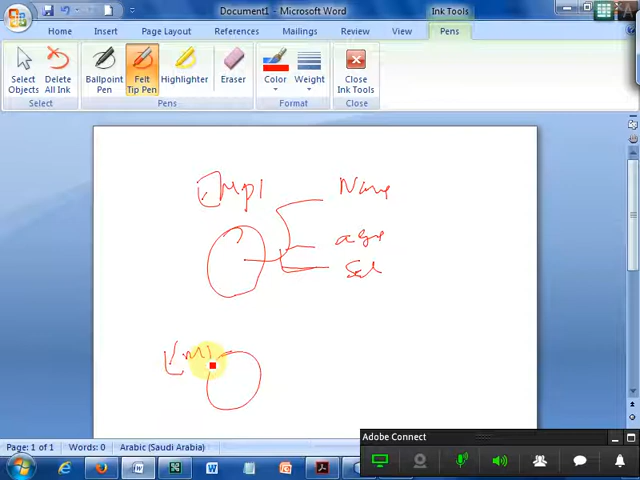 Document1 - Microsoft Word
Ink Tools
Home Insert Page Layout References Mailings Review View Pens
Select Objects
Delete All Ink
Ballpoint Pen
Felt Tip Pen
Highlighter
Eraser
Color
Weight
Close Ink Tools
Select Pens Format Close
Emp1 Name
age
Sal
Em
Adobe Connect
Page: 1 of 1 Words: 0 Arabic (Saudi Arabia)